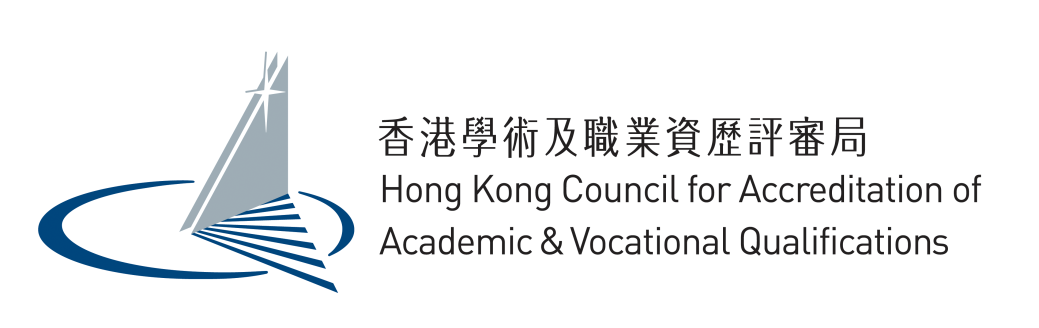 香港學術及職業資歷評審局
Hong Kong Council for Accreditation of
Academic & Vocational Qualifications